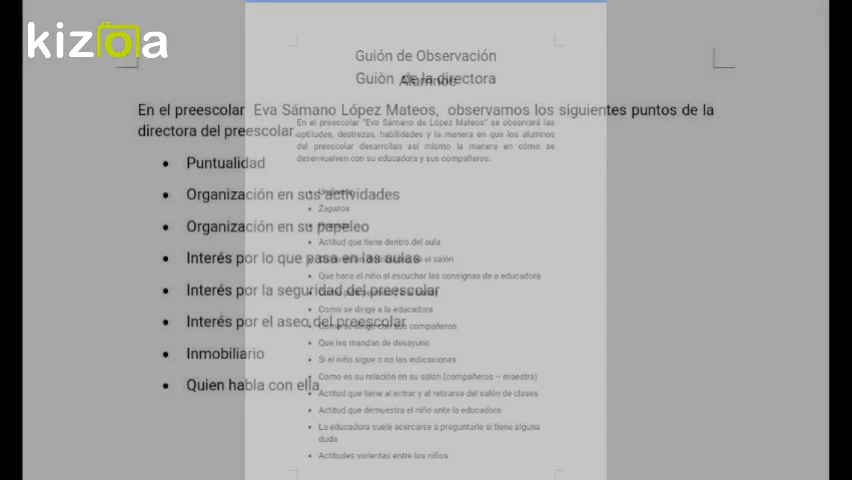 kizoa
Guión de Observación
Guiòn de la directora
Alumnos
En el preescolar Eva Sámano López Mateos, observamos los siguientes puntos de la
directora del preescolar.
Puntualidad
Organización en sus actividades
Organización en su papeleo
Interés por lo que pasa en las aulas
Interés por la seguridad del preescolar
Interés por el aseo del preescolar
Inmobiliario
Quien habla con ella
En el preescolar "Eva Sámano de López Mateos" se observará las
aptitudes, destrezas, habilidades y la manera en que los alumnos
del preescolar desarrollan así mismo la manera en cómo se
desenvuelven con su educadora y sus compañeros.
Zapatos
Actitud que tiene dentro del aula
el salón
Que hace el niño al escuchar las consignas de a educadora
Como se dirige a la educadora
Como se dirige con sus compañeros
Que les mandan de desayuno
Si el niño sigue o no las indicaciones
Como es su relación en su salón (compañeros – maestra)
Actitud que tiene al entrar y al retirarse del salón de clases
Actitud que demuestra el niño ante la educadora
La educadora suele acercarse a preguntarle si tiene alguna
duda
Actitudes violentas entre los niños